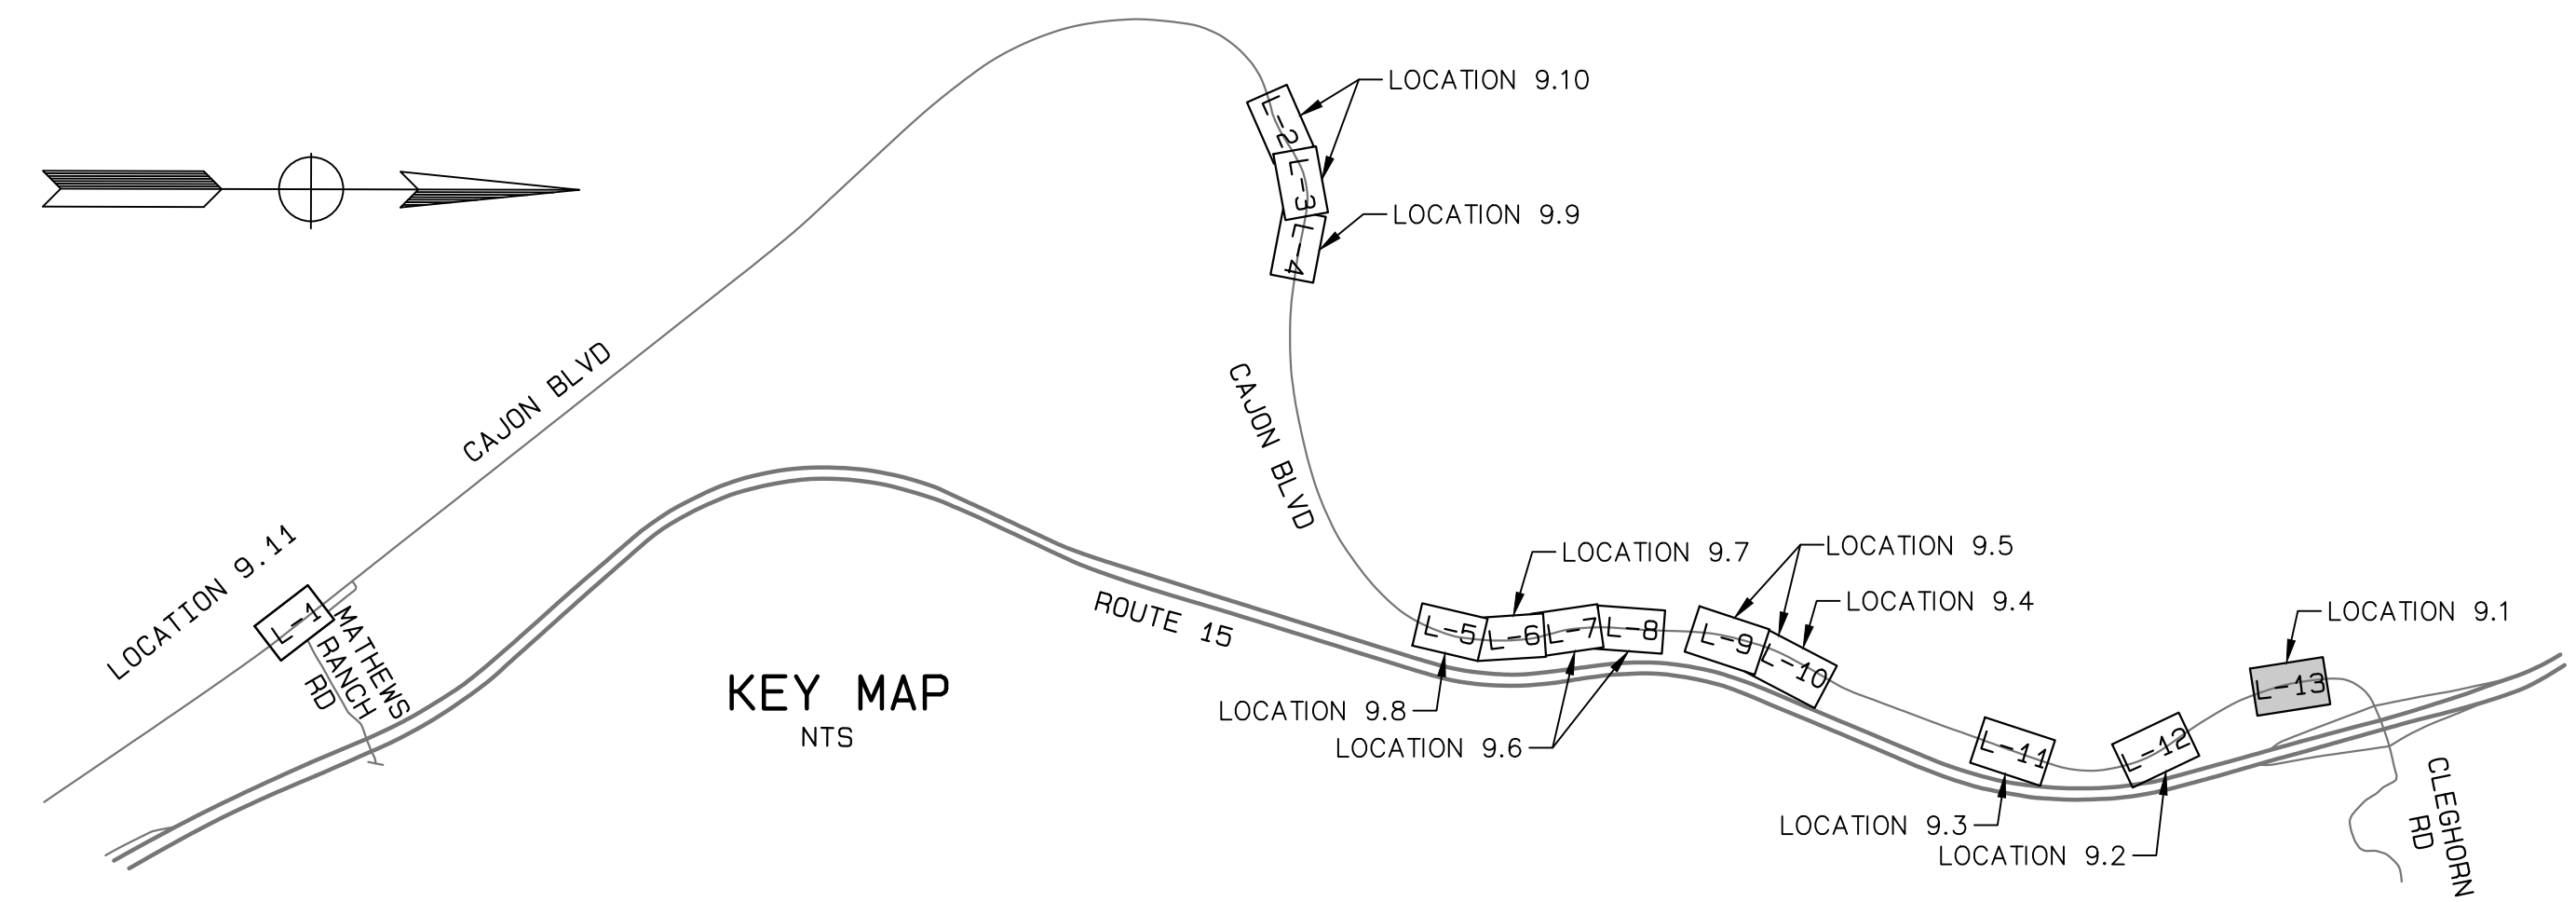 LOCATION 9.10
L-2
L-3
LOCATION 9.9
L-4
CAJON BLVD
CAJON BLVD
LOCATION 9.11
L-1
MATHEWS
RANCH
RD
ROUTE 15
KEY MAP
NTS
LOCATION 9.7
LOCATION 9.5
LOCATION 9.4
LOCATION 9.1
L-5
L-6
L-7
L-8
L-9
L-10
L-11
L-12
L-13
LOCATION 9.8
LOCATION 9.6
LOCATION 9.3
LOCATION 9.2
CLEGHORN
RD